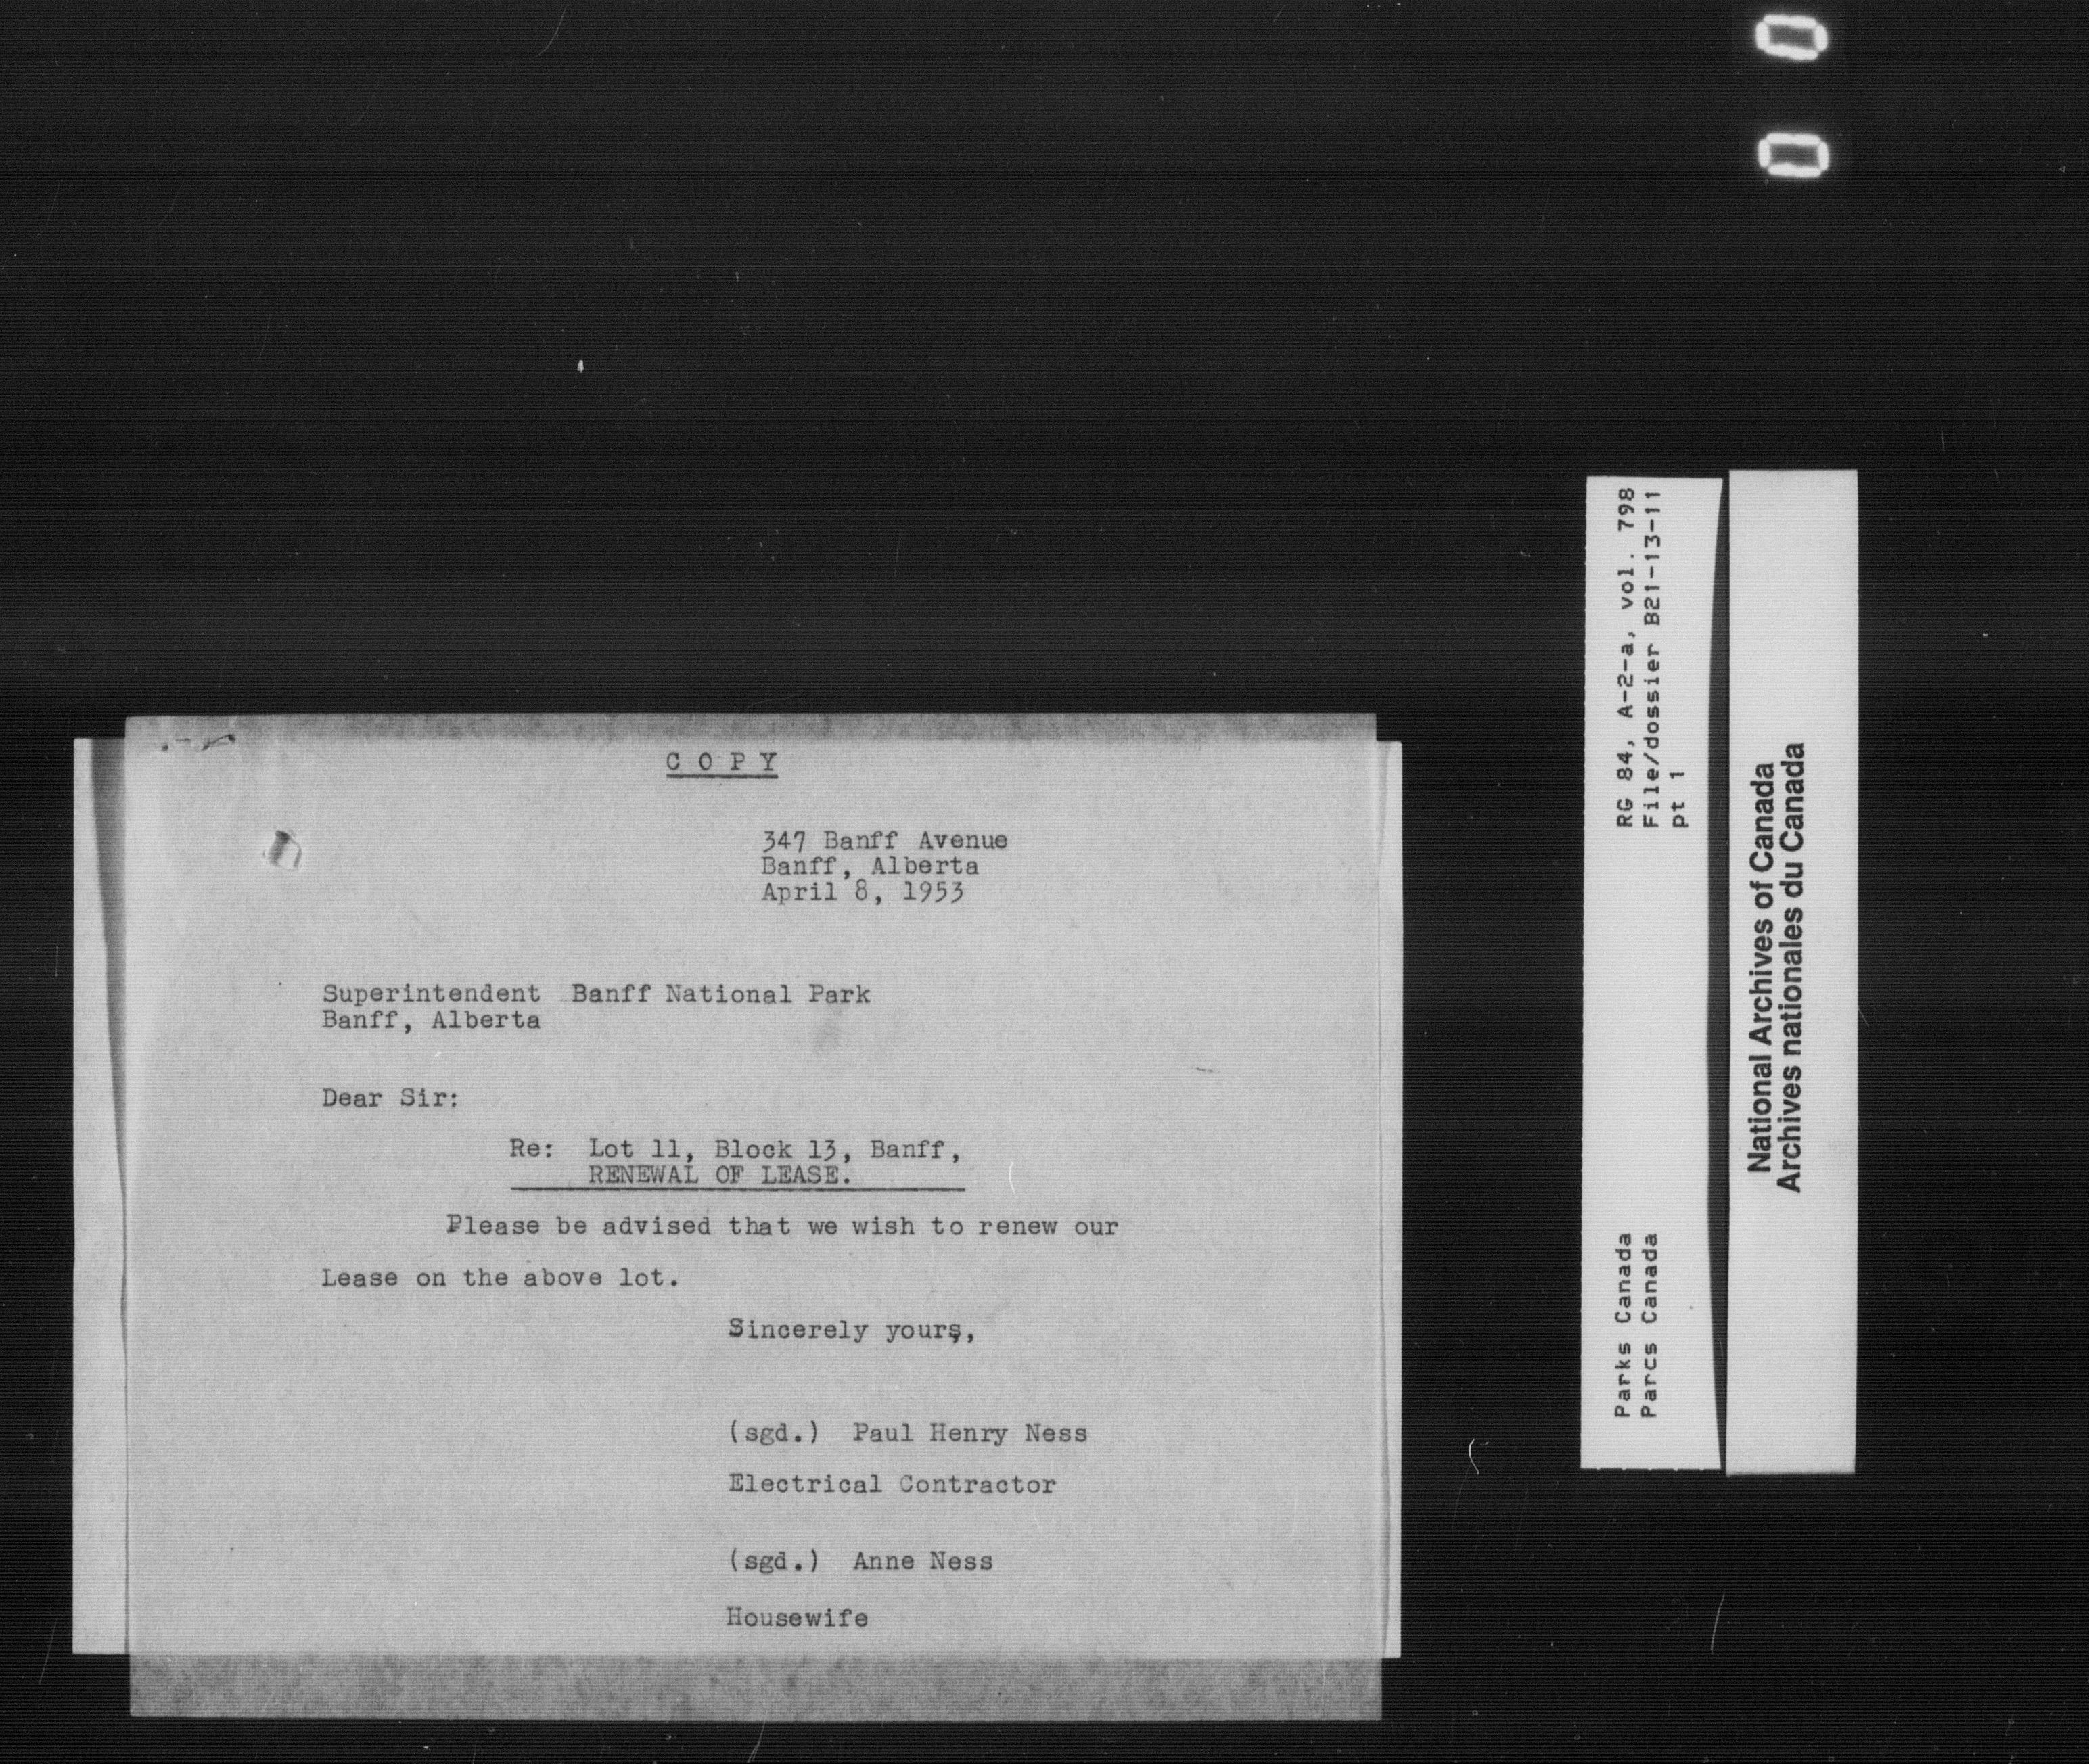 C O P Y
347 Banff Avenue
Banff, Alberta
April 8, 1953
Superintendent Banff National Park
Banff, Alberta
Dear Sir:
Re: Lot 11, Block 13, Banff,
RENEWAL OF LEASE.
Please be advised that we wish to renew our
Lease on the above lot.
Sincerely yours,
(sgd.) Paul Henry Ness
Electrical Contractor
(sgd.) Anne Ness
Housewife
RG 84, A-2-a, vol. 798
File/dossier B21-13-11
pt 1
Parks Canada
Parcs Canada
National Archives of Canada
Archives nationales du Canada
0
0